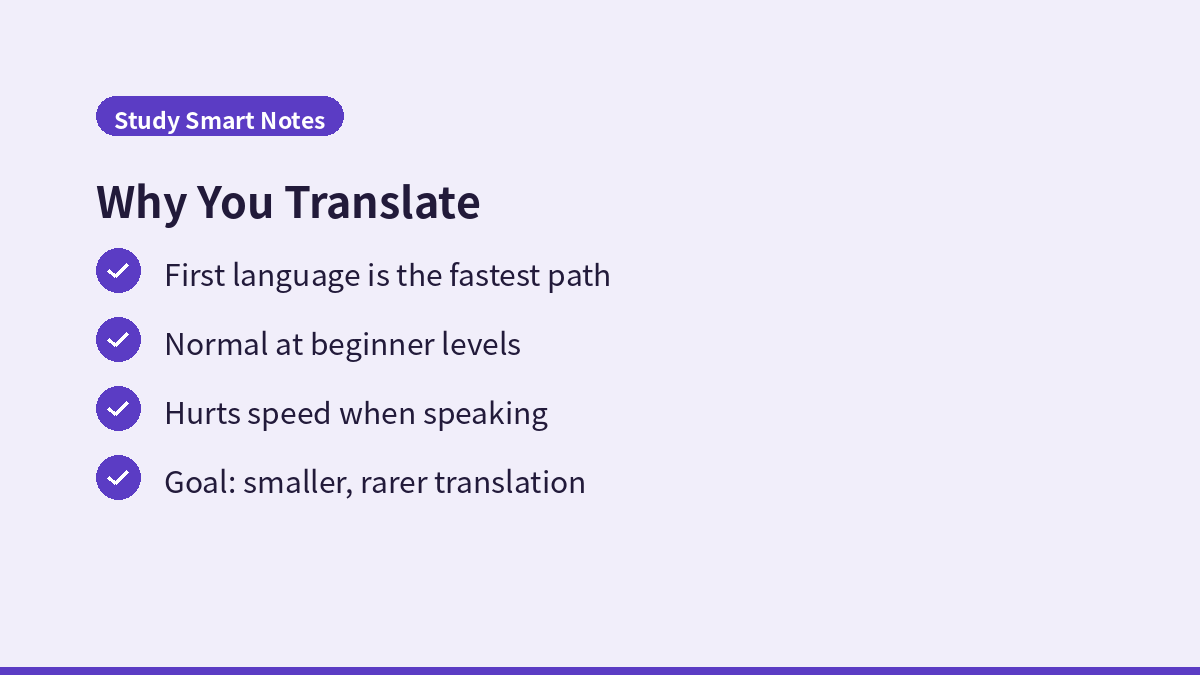 Study Smart Notes
Why You Translate
First language is the fastest path
Normal at beginner levels
Hurts speed when speaking
Goal: smaller, rarer translation